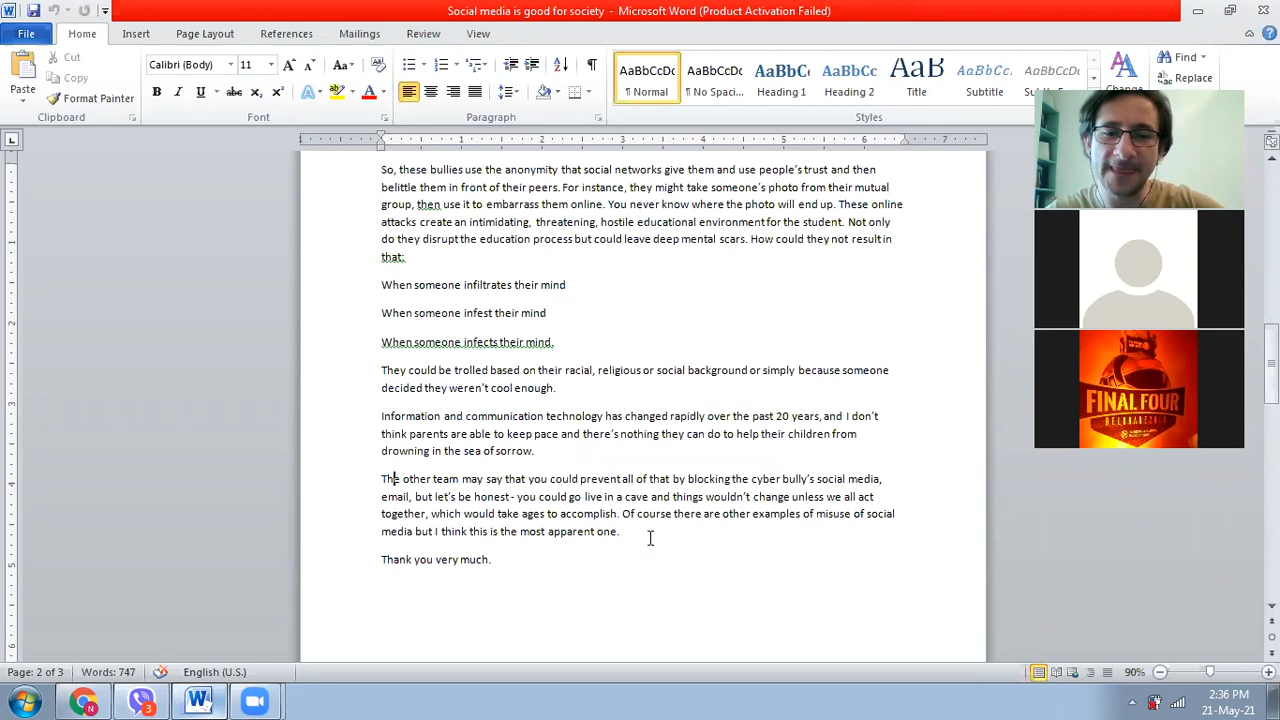 Social media is good for society - Microsoft Word (Product Activation Failed)
File Home Insert Page Layout References Mailings Review View
Cut
Copy
Paste
Format Painter
Clipboard
Calibri (Body) 11
Font
Paragraph
AaBbCcDc AaBbCcDc AaBbC AaBbCc AaB AaBbCc. AaBbCcDc
¶ Normal ¶ No Spaci... Heading 1 Heading 2 Title Subtitle
Styles
Find
Replace
So, these bullies use the anonymity that social networks give them and use people's trust and then
belittle them in front of their peers. For instance, they might take someone's photo from their mutual
group, then use it to embarrass them online. You never know where the photo will end up. These online
attacks create an intimidating, threatening, hostile educational environment for the student. Not only
do they disrupt the education process but could leave deep mental scars. How could they not result in
that:
When someone infiltrates their mind
When someone infest their mind
When someone infects their mind.
They could be trolled based on their racial, religious or social background or simply because someone
decided they weren't cool enough.
Information and communication technology has changed rapidly over the past 20 years, and I don't
think parents are able to keep pace and there's nothing they can do to help their children from
drowning in the sea of sorrow.
The other team may say that you could prevent all of that by blocking the cyber bully's social media,
email, but let's be honest - you could go live in a cave and things wouldn't change unless we all act
together, which would take ages to accomplish. Of course there are other examples of misuse of social
media but I think this is the most apparent one.
Thank you very much.
FINAL FOUR
Page: 2 of 3 Words: 747 English (U.S.) 90%
3
2:36 PM
21-May-21